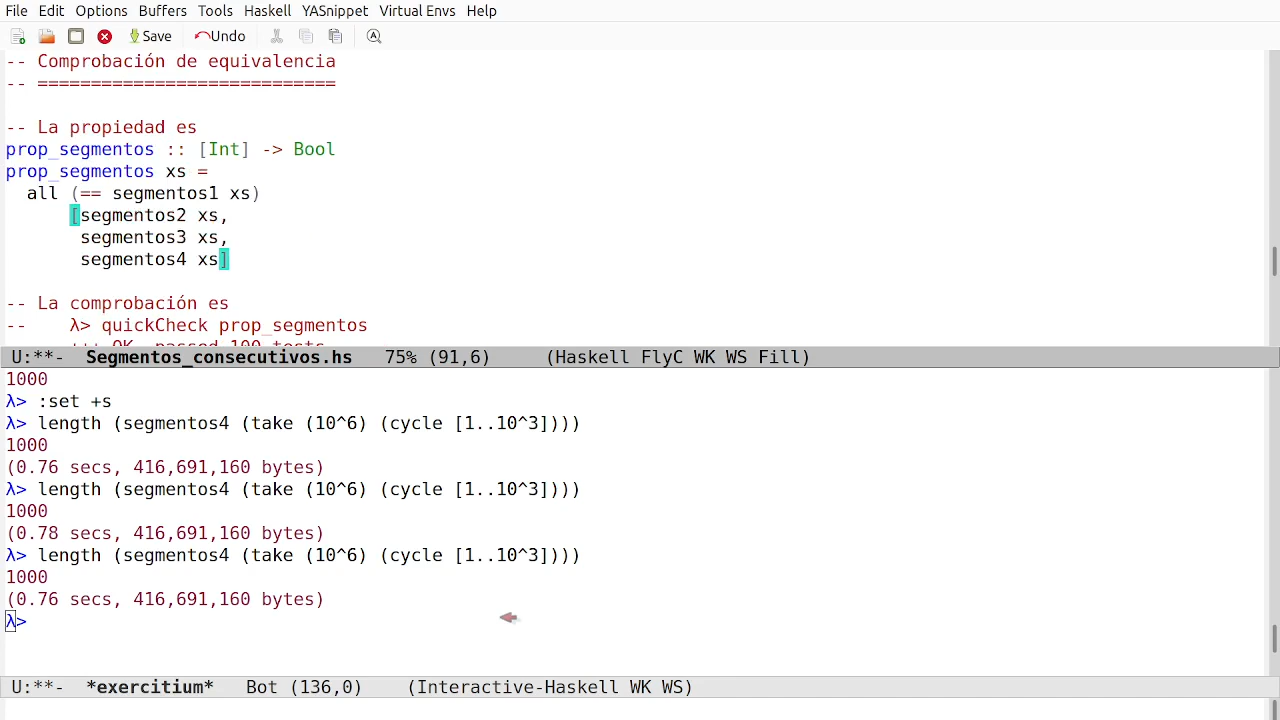 File Edit Options Buffers Tools Haskell YASnippet Virtual Envs Help
Save Undo
-- Comprobación de equivalencia
-- ============================
-- La propiedad es
prop_segmentos :: [Int] -> Bool
prop_segmentos xs =
  all (== segmentos1 xs)
      [segmentos2 xs,
       segmentos3 xs,
       segmentos4 xs]
-- La comprobación es
--    λ> quickCheck prop_segmentos
--    +++ OK, passed 100 tests
U:**-  Segmentos_consecutivos.hs   75% (91,6)     (Haskell FlyC WK WS Fill)
1000
λ> :set +s
λ> length (segmentos4 (take (10^6) (cycle [1..10^3])))
1000
(0.76 secs, 416,691,160 bytes)
λ> length (segmentos4 (take (10^6) (cycle [1..10^3])))
1000
(0.78 secs, 416,691,160 bytes)
λ> length (segmentos4 (take (10^6) (cycle [1..10^3])))
1000
(0.76 secs, 416,691,160 bytes)
λ>
U:**-  *exercitium*   Bot (136,0)    (Interactive-Haskell WK WS)